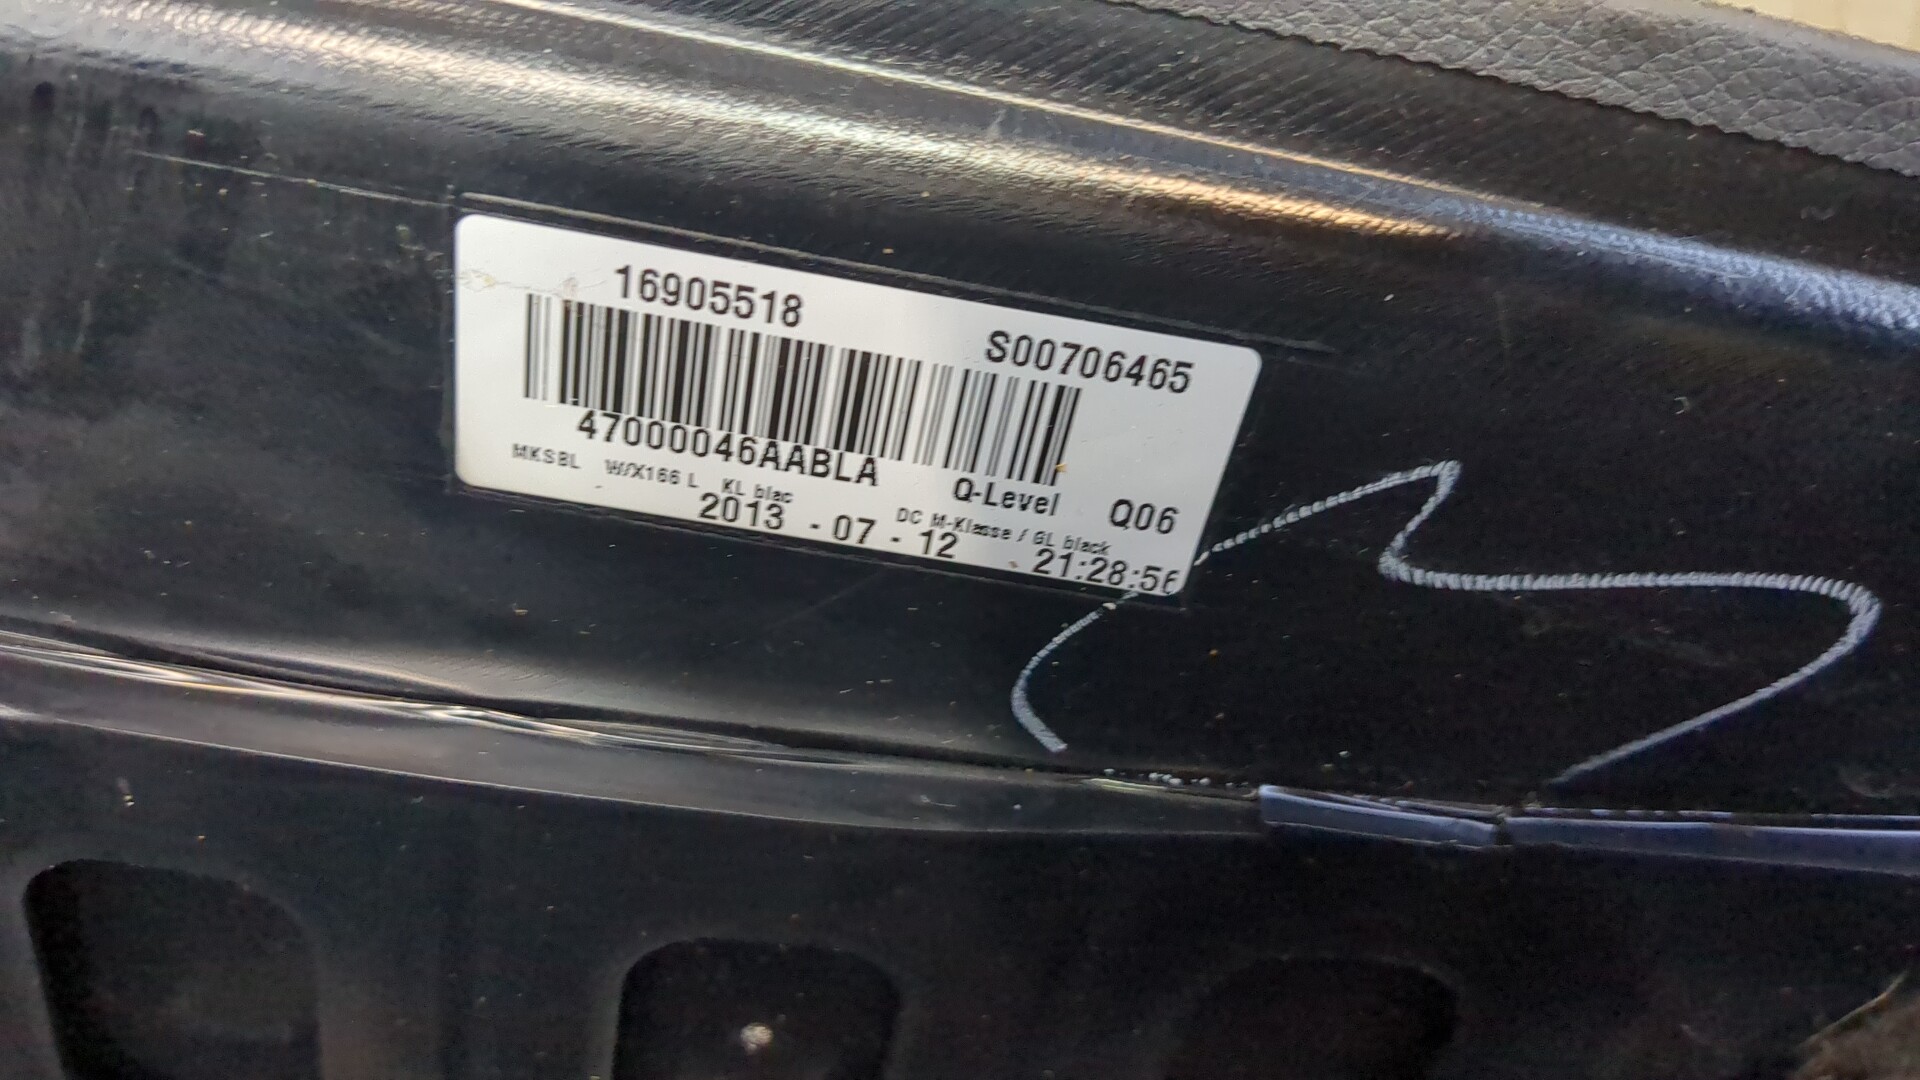 16905518
S00706465
47000046AABLA
MKSBL W/X166 L KL blac
Q-Level Q06
DC M-Klasse / GL black
2013 - 07 - 12 21:28:56